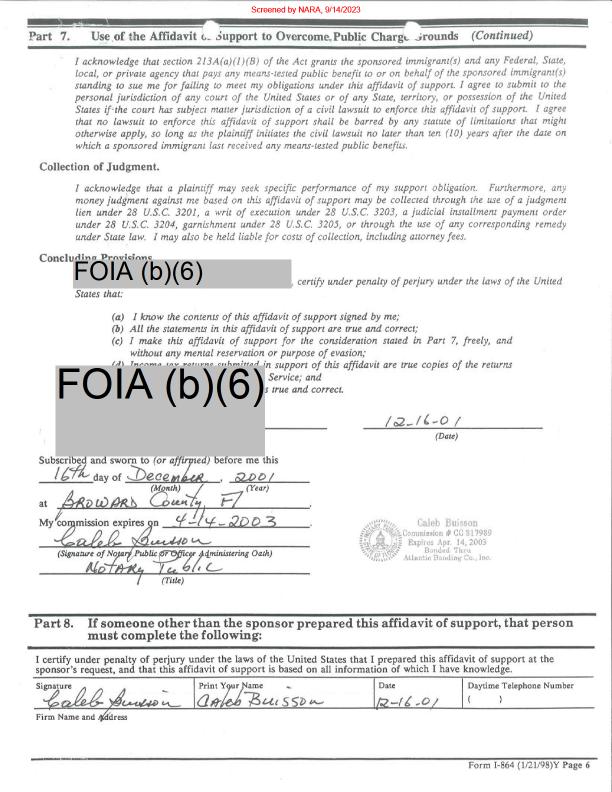 Screened by NARA, 9/14/2023
Part 7. Use of the Affidavit of Support to Overcome Public Charge Grounds (Continued)
I acknowledge that section 213A(a)(1)(B) of the Act grants the sponsored immigrant(s) and any Federal, State,
local, or private agency that pays any means-tested public benefit to or on behalf of the sponsored immigrant(s)
standing to sue me for failing to meet my obligations under this affidavit of support. I agree to submit to the
personal jurisdiction of any court of the United States or of any State, territory, or possession of the United
States if the court has subject matter jurisdiction of a civil lawsuit to enforce this affidavit of support. I agree
that no lawsuit to enforce this affidavit of support shall be barred by any statute of limitations that might
otherwise apply, so long as the plaintiff initiates the civil lawsuit no later than ten (10) years after the date on
which a sponsored immigrant last received any means-tested public benefits.
Collection of Judgment.
I acknowledge that a plaintiff may seek specific performance of my support obligation. Furthermore, any
money judgment against me based on this affidavit of support may be collected through the use of a judgment
lien under 28 U.S.C. 3201, a writ of execution under 28 U.S.C. 3203, a judicial installment payment order
under 28 U.S.C. 3204, garnishment under 28 U.S.C. 3205, or through the use of any corresponding remedy
under State law. I may also be held liable for costs of collection, including attorney fees.
Concluding Provisions
FOIA (b)(6) , certify under penalty of perjury under the laws of the United
States that:
(a) I know the contents of this affidavit of support signed by me;
(b) All the statements in this affidavit of support are true and correct;
(c) I make this affidavit of support for the consideration stated in Part 7, freely, and
without any mental reservation or purpose of evasion;
(d) Income tax returns submitted in support of this affidavit are true copies of the returns
FOIA (b)(6) Service; and
s true and correct.
12-16-01
(Date)
Subscribed and sworn to (or affirmed) before me this
16th day of December , 2001
(Month) (Year)
at BROWARD County, Fl .
My commission expires on 4-14-2003 .
Caleb Buisson
(Signature of Notary Public or Officer Administering Oath)
Notary Public
(Title)
Caleb Buisson
Commission # CC 817989
Expires Apr. 14, 2003
Bonded Thru
Atlantic Bonding Co., Inc.
Part 8. If someone other than the sponsor prepared this affidavit of support, that person
must complete the following:
I certify under penalty of perjury under the laws of the United States that I prepared this affidavit of support at the
sponsor's request, and that this affidavit of support is based on all information of which I have knowledge.
Signature Print Your Name Date Daytime Telephone Number
Caleb Buisson Caleb Buisson 12-16-01 ( )
Firm Name and Address
Form I-864 (1/21/98)Y Page 6